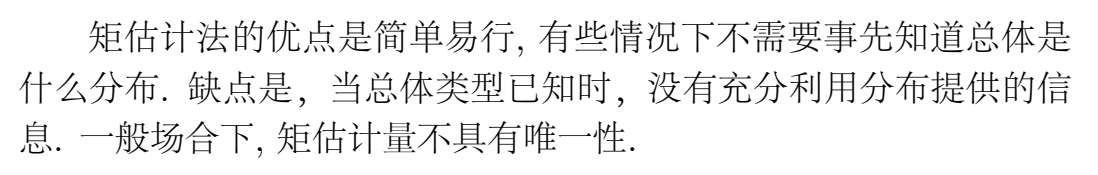 矩估计法的优点是简单易行, 有些情况下不需要事先知道总体是
什么分布. 缺点是，当总体类型已知时，没有充分利用分布提供的信
息. 一般场合下, 矩估计量不具有唯一性.